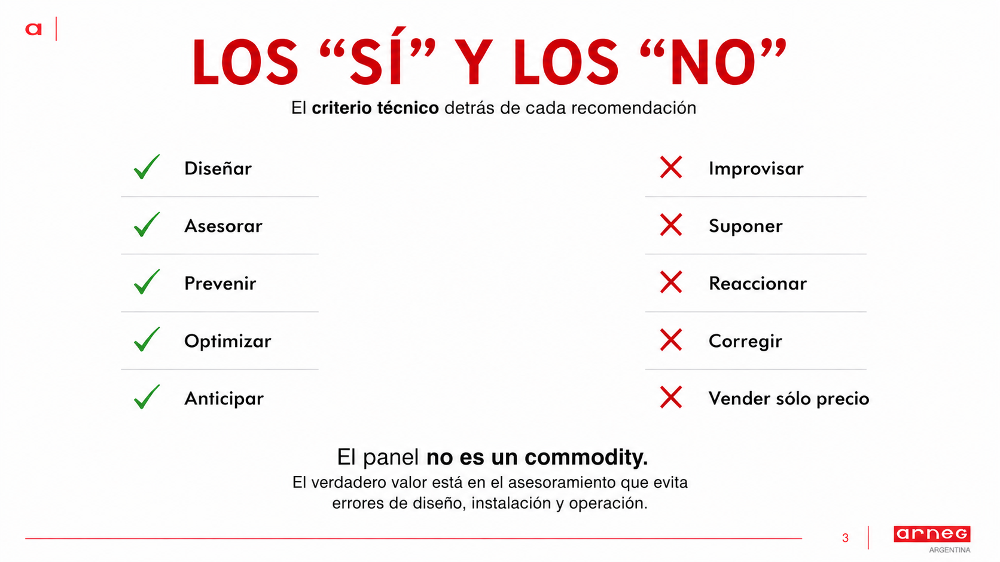 a
LOS “SÍ” Y LOS “NO”
El criterio técnico detrás de cada recomendación
Diseñar
Asesorar
Prevenir
Optimizar
Anticipar
Improvisar
Suponer
Reaccionar
Corregir
Vender sólo precio
El panel no es un commodity.
El verdadero valor está en el asesoramiento que evita
errores de diseño, instalación y operación.
3
arneg
ARGENTINA